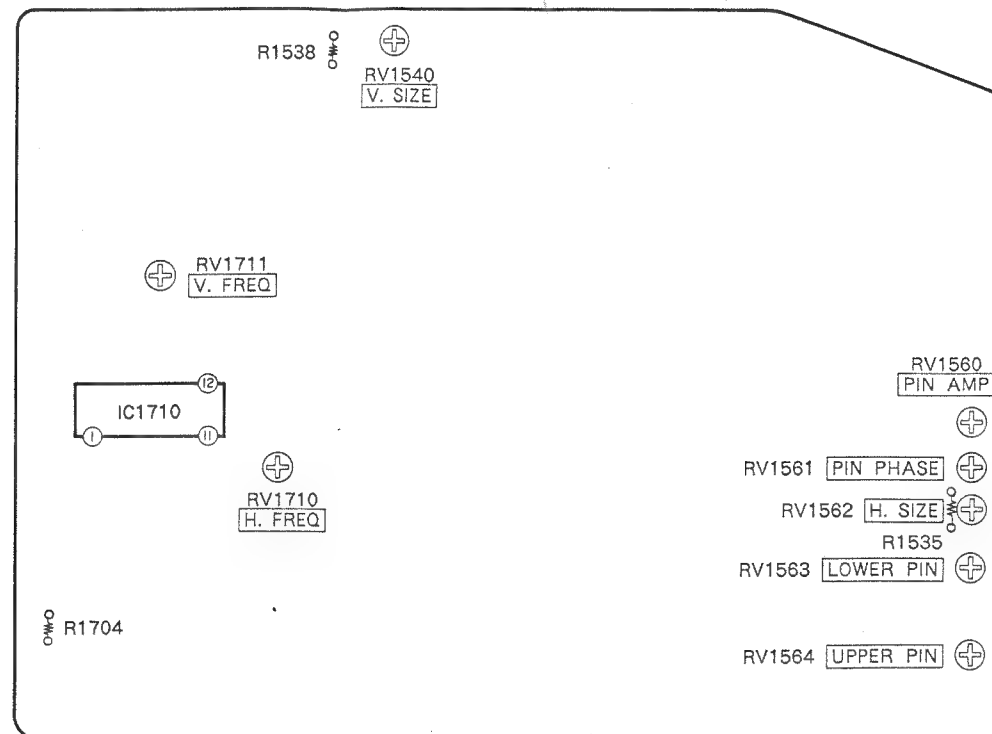 R1538
RV1540
V. SIZE
RV1711
V. FREQ
12
IC1710
1
11
RV1710
H. FREQ
R1704
RV1560
PIN AMP
RV1561 PIN PHASE
RV1562 H. SIZE
R1535
RV1563 LOWER PIN
RV1564 UPPER PIN